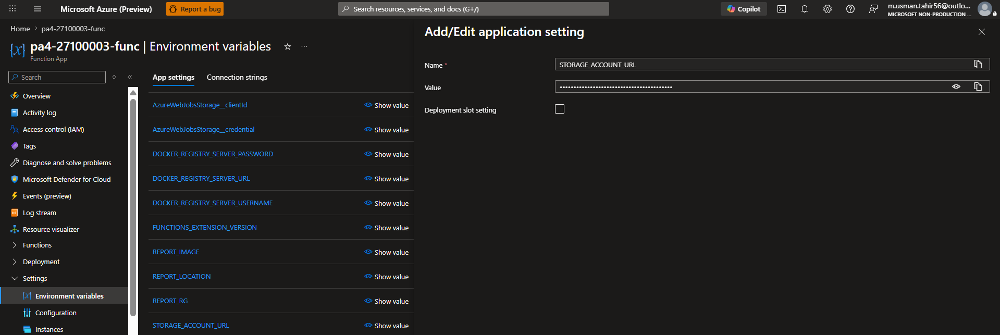 Microsoft Azure (Preview)
Report a bug
Search resources, services, and docs (G+/)
Copilot
m.usman.tahir56@outlo...
MICROSOFT NON-PRODUCTION ...
Home > pa4-27100003-func
pa4-27100003-func | Environment variables
Function App
Search
Overview
Activity log
Access control (IAM)
Tags
Diagnose and solve problems
Microsoft Defender for Cloud
Events (preview)
Log stream
Resource visualizer
Functions
Deployment
Settings
Environment variables
Configuration
Instances
App settings Connection strings
AzureWebJobsStorage__clientId Show value
AzureWebJobsStorage__credential Show value
DOCKER_REGISTRY_SERVER_PASSWORD Show value
DOCKER_REGISTRY_SERVER_URL Show value
DOCKER_REGISTRY_SERVER_USERNAME Show value
FUNCTIONS_EXTENSION_VERSION Show value
REPORT_IMAGE Show value
REPORT_LOCATION Show value
REPORT_RG Show value
STORAGE_ACCOUNT_URL Show value
Add/Edit application setting
Name * STORAGE_ACCOUNT_URL
Value
Deployment slot setting